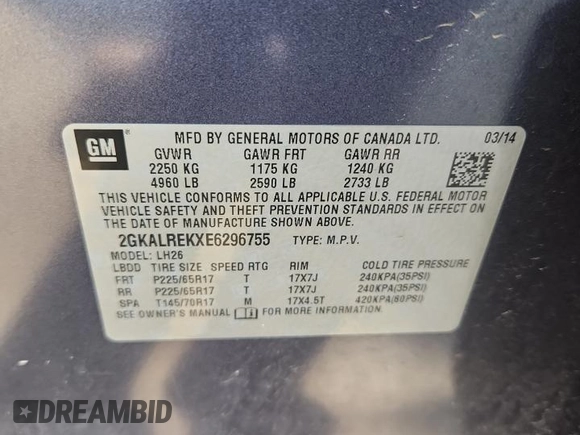 GM
MFD BY GENERAL MOTORS OF CANADA LTD. 03/14
GVWR GAWR FRT GAWR RR
2250 KG 1175 KG 1240 KG
4960 LB 2590 LB 2733 LB
THIS VEHICLE CONFORMS TO ALL APPLICABLE U.S. FEDERAL MOTOR
VEHICLE SAFETY AND THEFT PREVENTION STANDARDS IN EFFECT ON
THE DATE OF MANUFACTURE SHOWN ABOVE.
2GKALREKXE6296755 TYPE: M.P.V.
MODEL: LH26
LBDD TIRE SIZE SPEED RTG RIM COLD TIRE PRESSURE
FRT P225/65R17 T 17X7J 240KPA(35PSI)
RR P225/65R17 T 17X7J 240KPA(35PSI)
SPA T145/70R17 M 17X4.5T 420KPA(60PSI)
SEE OWNER'S MANUAL FOR MORE INFORMATION
DREAMBID